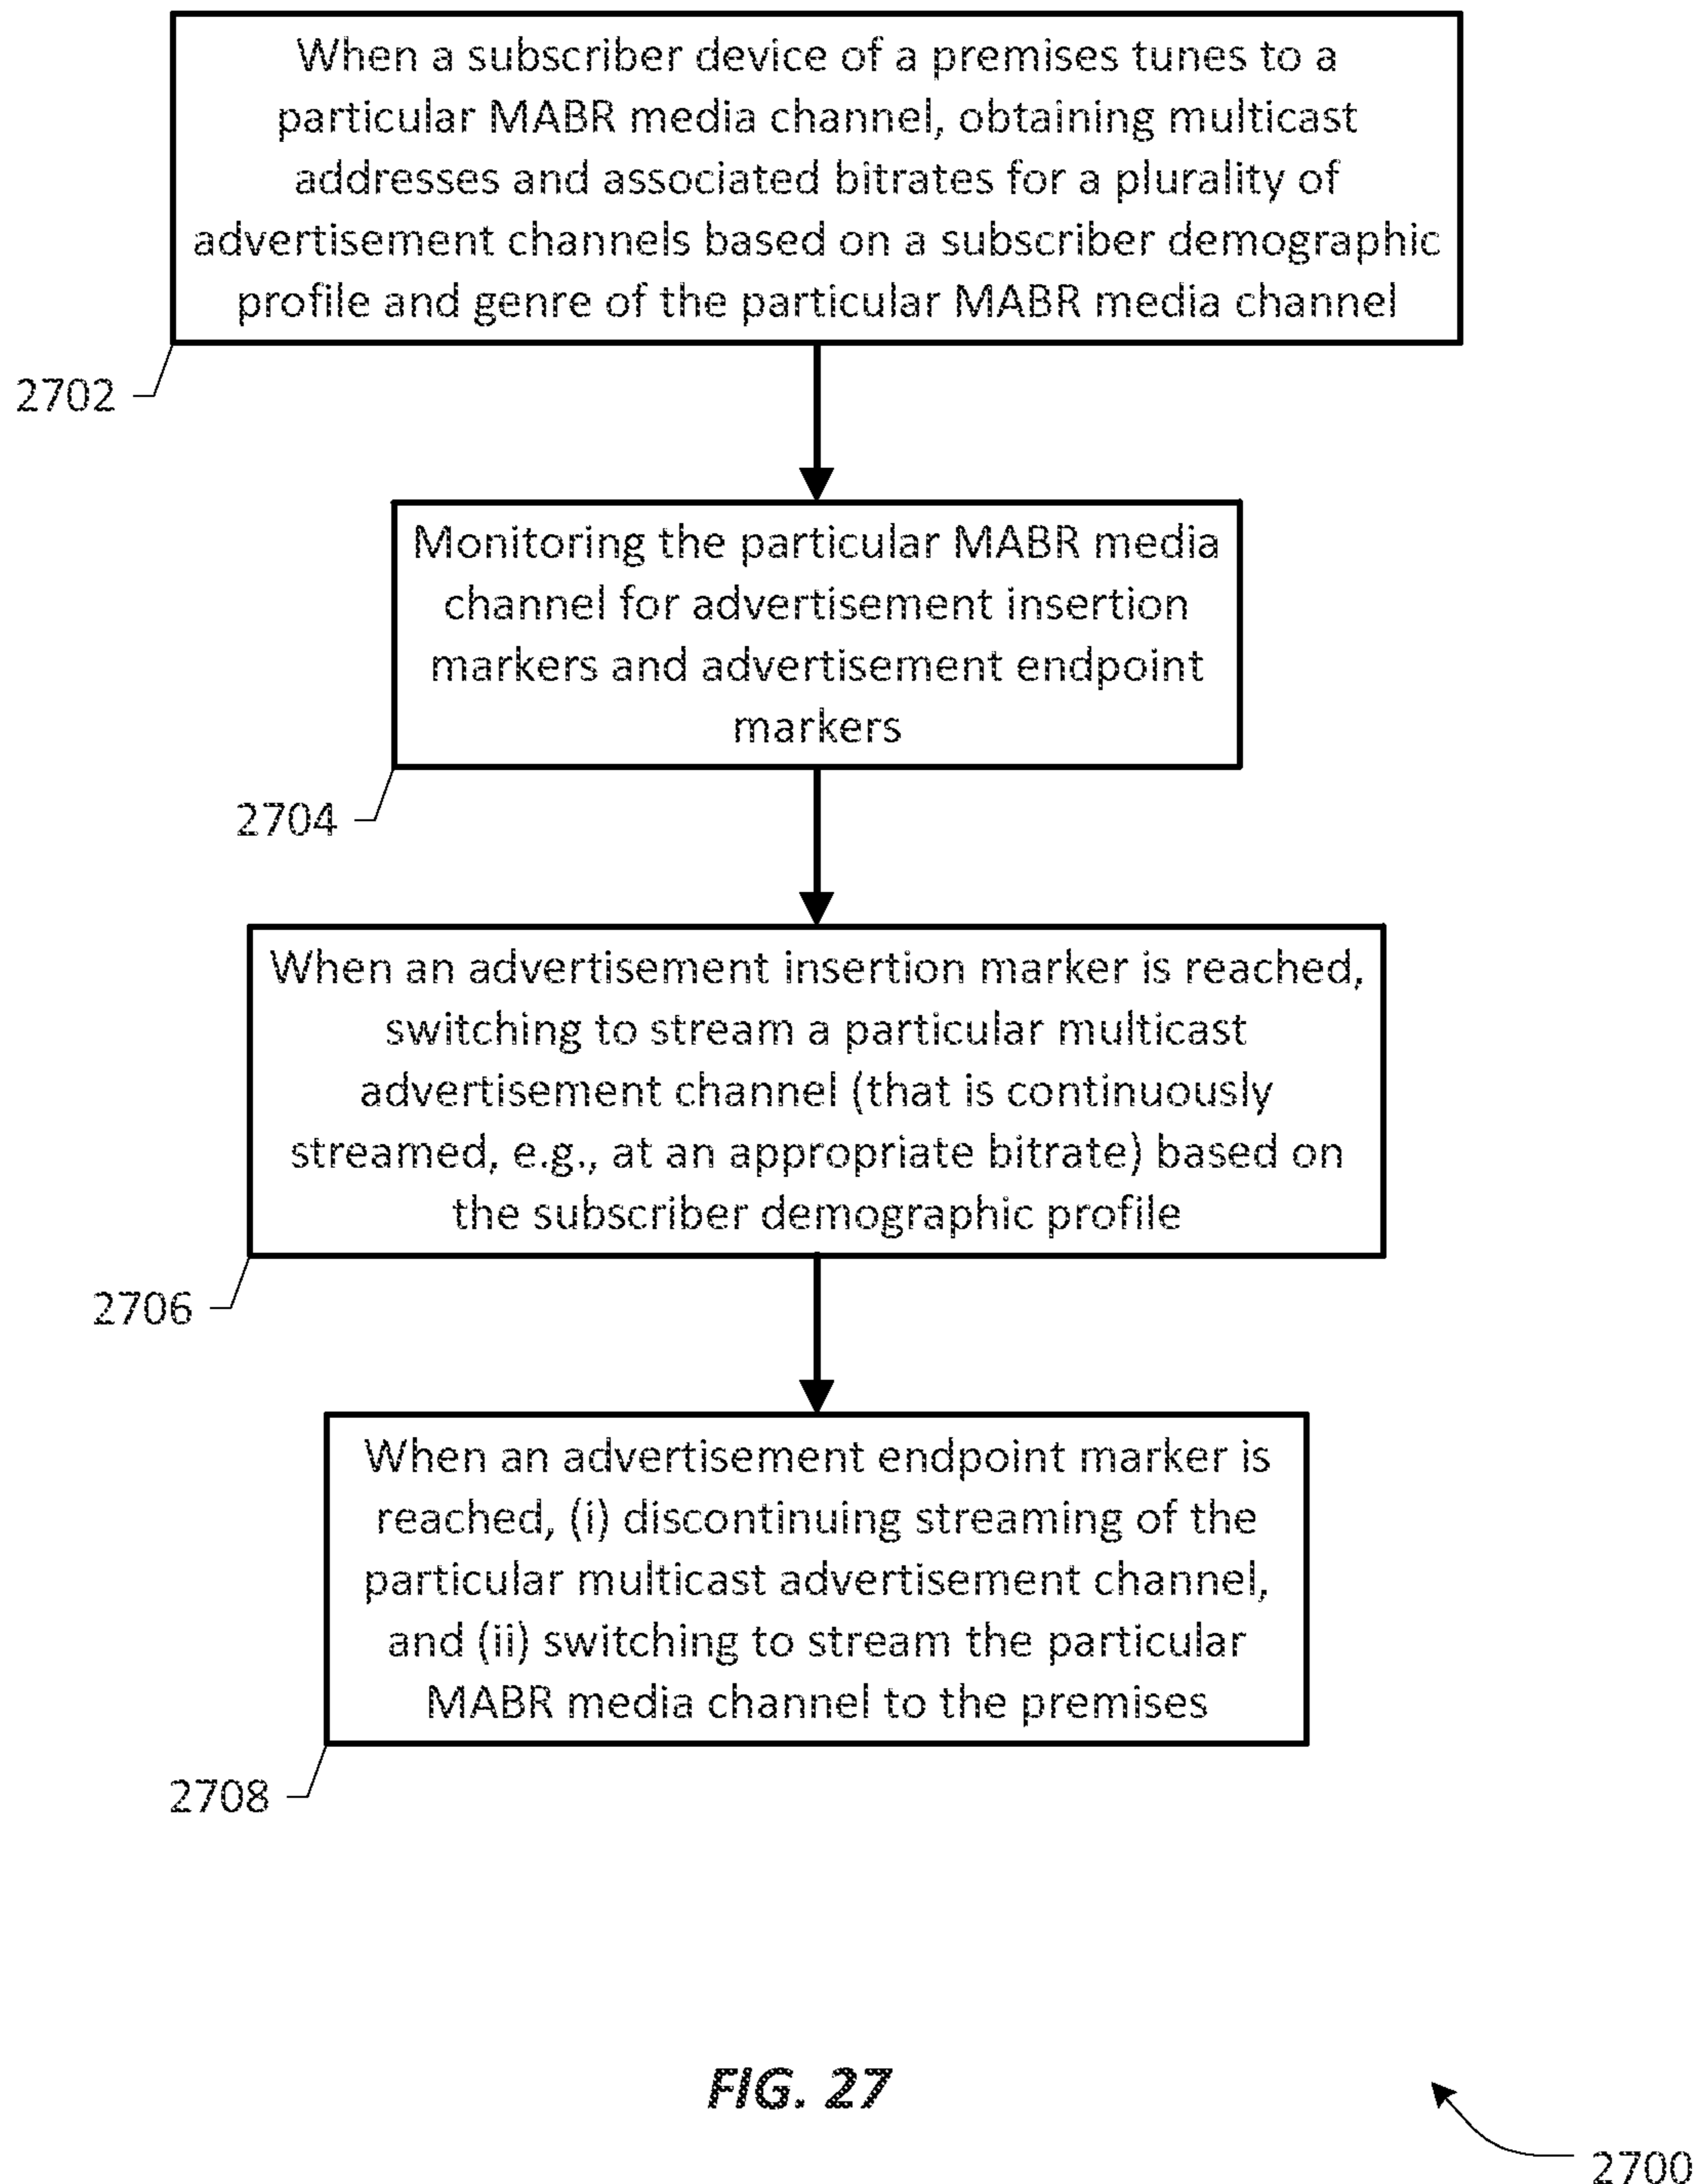 When a subscriber device of a premises tunes to a
particular MABR media channel, obtaining multicast
addresses and associated bitrates for a plurality of
advertisement channels based on a subscriber demographic
profile and genre of the particular MABR media channel
2702
Monitoring the particular MABR media
channel for advertisement insertion
markers and advertisement endpoint
markers
2704
When an advertisement insertion marker is reached,
switching to stream a particular multicast
advertisement channel (that is continuously
streamed, e.g., at an appropriate bitrate) based on
the subscriber demographic profile
2706
When an advertisement endpoint marker is
reached, (i) discontinuing streaming of the
particular multicast advertisement channel,
and (ii) switching to stream the particular
MABR media channel to the premises
2708
FIG. 27
2700